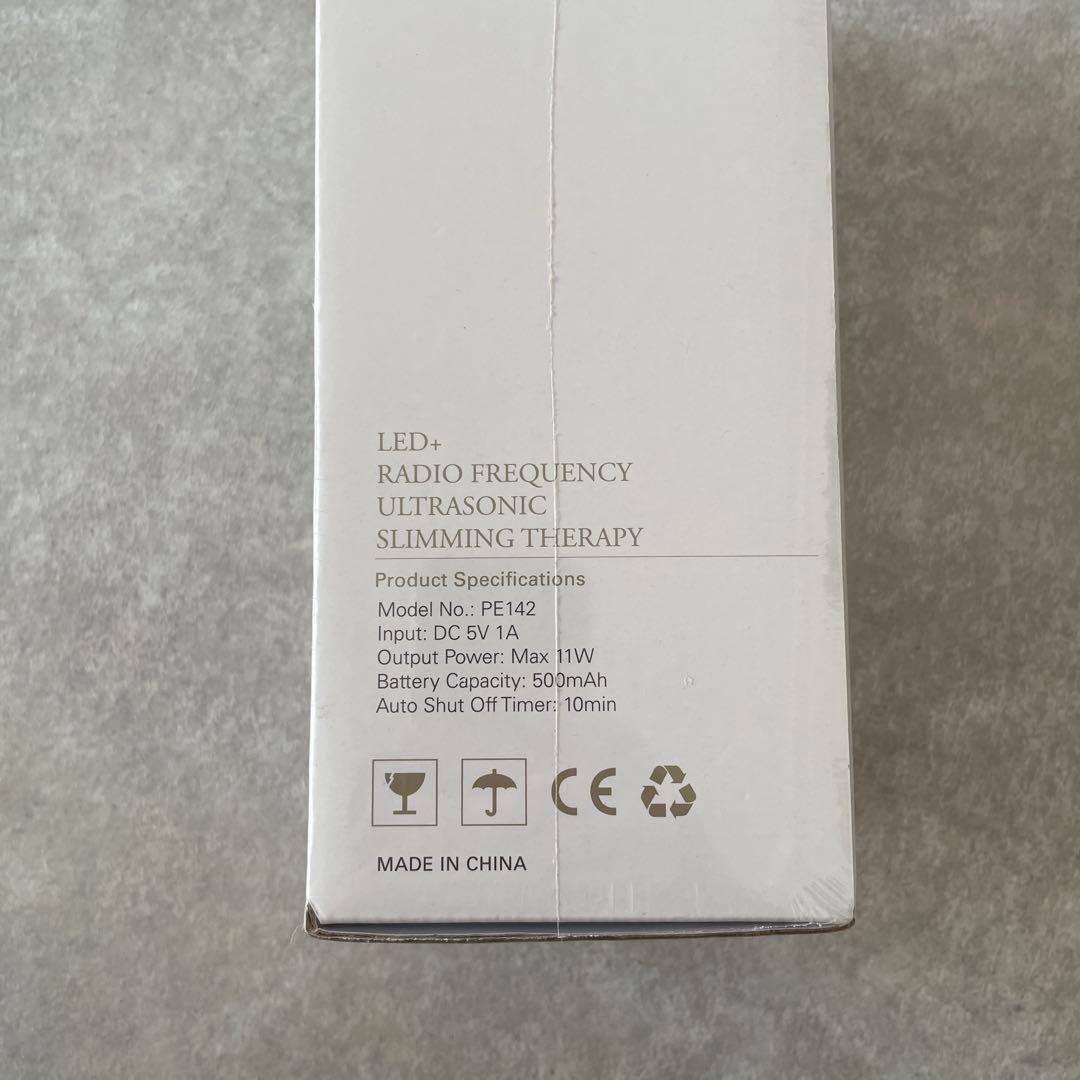 LED+
RADIO FREQUENCY
ULTRASONIC
SLIMMING THERAPY
Product Specifications
Model No.: PE142
Input: DC 5V 1A
Output Power: Max 11W
Battery Capacity: 500mAh
Auto Shut Off Timer: 10min
CE
MADE IN CHINA